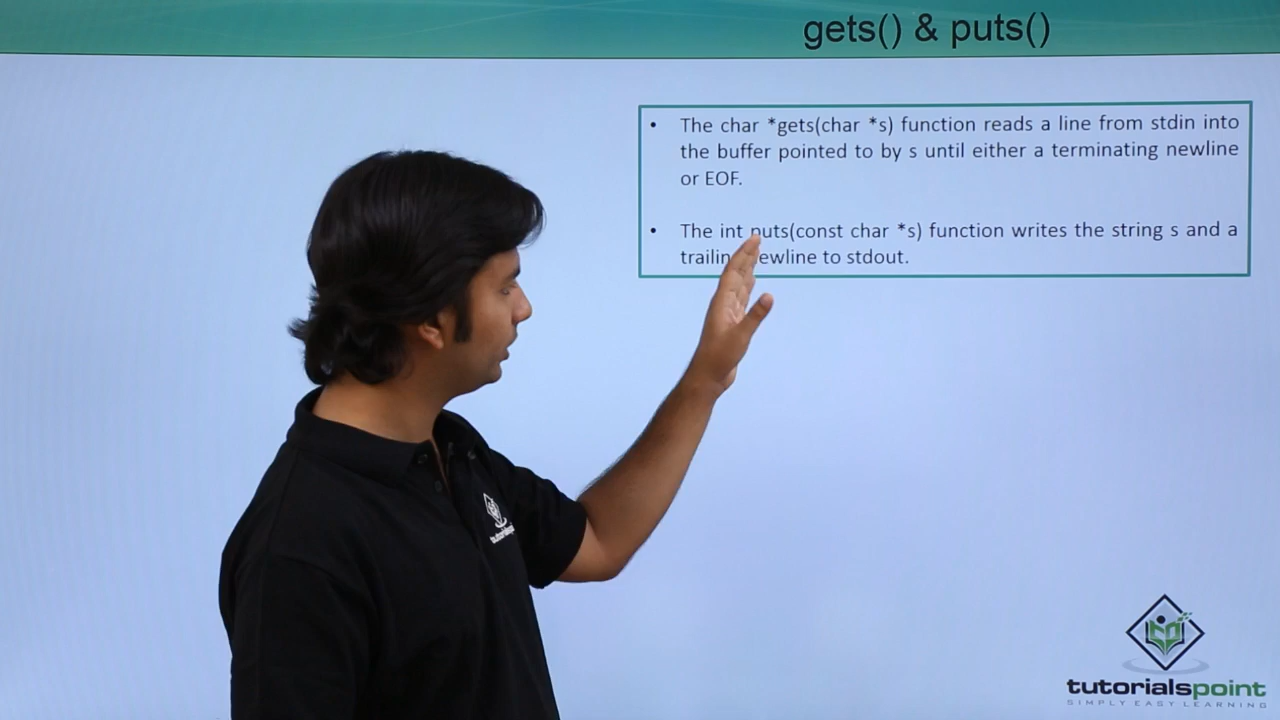 gets() & puts()
• The char *gets(char *s) function reads a line from stdin into
the buffer pointed to by s until either a terminating newline
or EOF.
• The int puts(const char *s) function writes the string s and a
newline to stdout.
tutorialspoint
SIMPLY EASY LEARNING